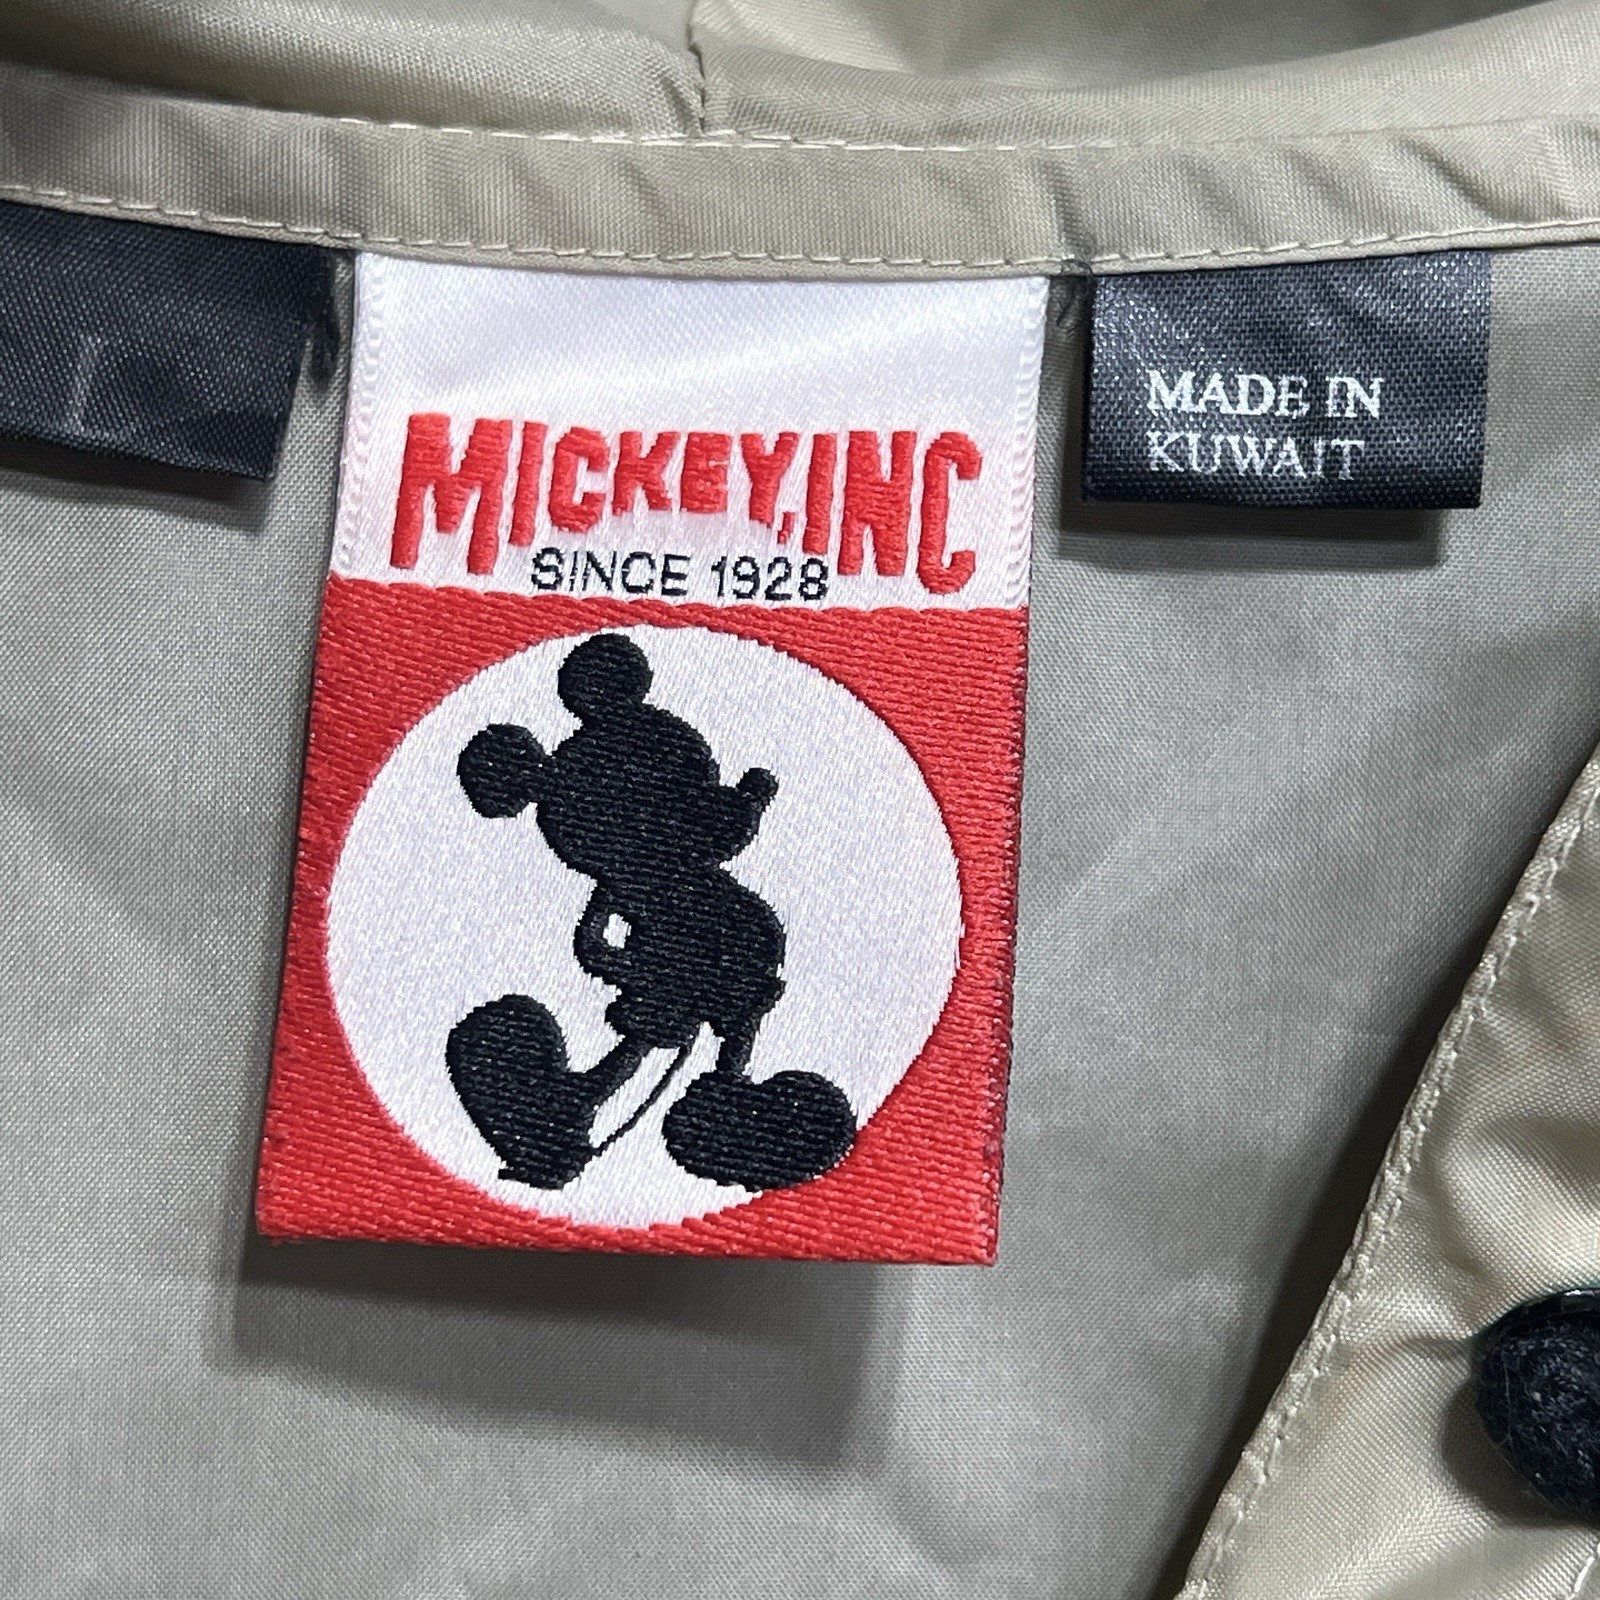 MICKEY, INC
SINCE 1928
MADE IN
KUWAIT